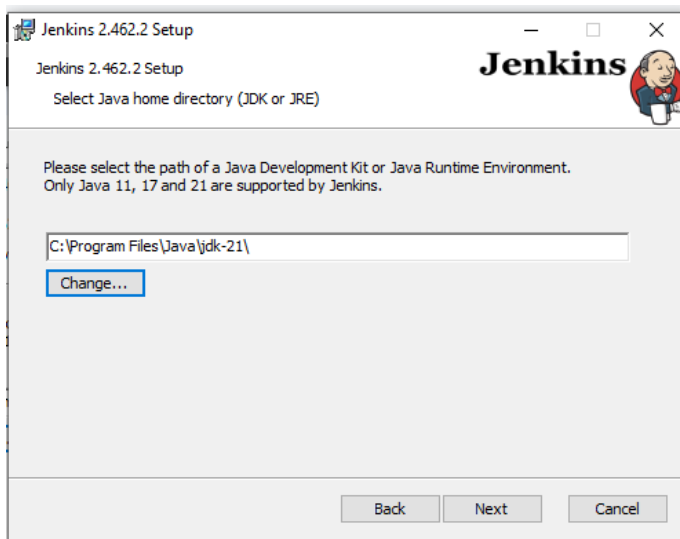 Jenkins 2.462.2 Setup
Jenkins 2.462.2 Setup
Jenkins
Select Java home directory (JDK or JRE)
Please select the path of a Java Development Kit or Java Runtime Environment.
Only Java 11, 17 and 21 are supported by Jenkins.
C:\Program Files\Java\jdk-21\
Change...
Back
Next
Cancel